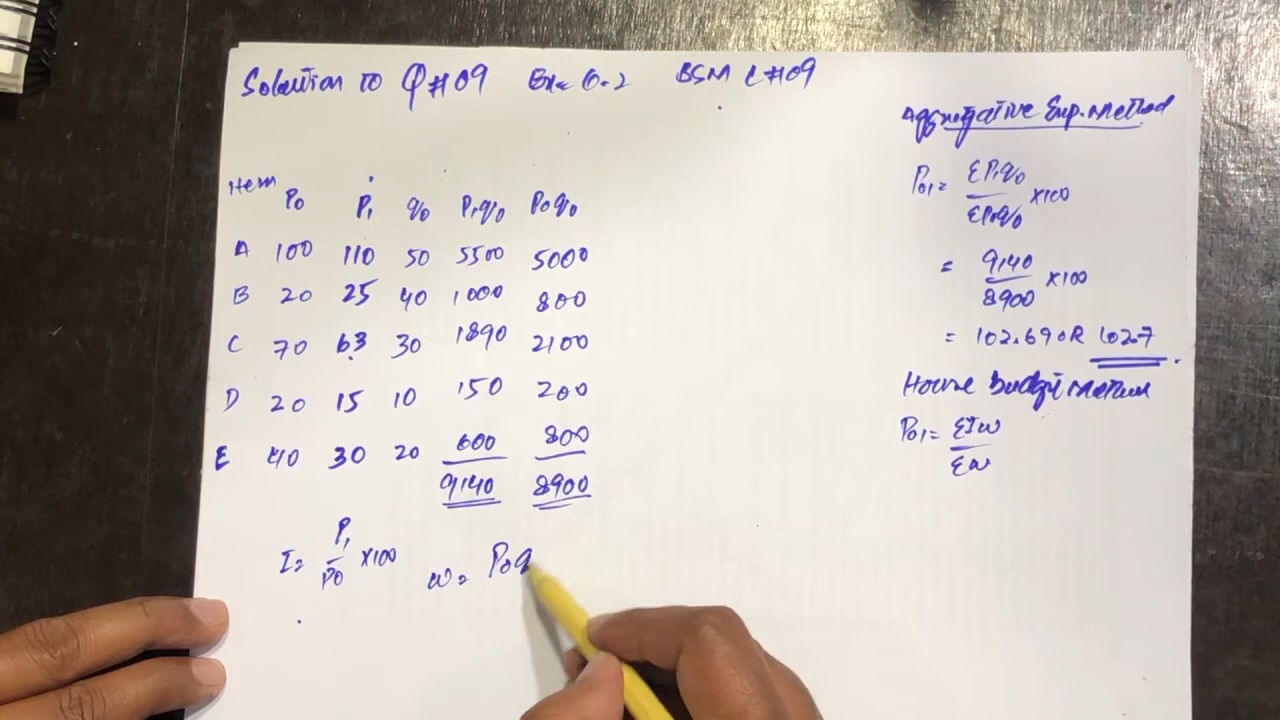 Solution to Q#09 Ex= 6.2 BSM C#09
Aggregative Exp. Method
Item P0 P1 q0 P1q0 P0q0
A 100 110 50 5500 5000
B 20 25 40 1000 800
C 70 63 30 1890 2100
D 20 15 10 150 200
E 40 30 20 600 800
9140 8900
I= P1/P0 ×100 w= P0q
P01= ΣP1q0/ΣP0q0 ×100
= 9140/8900 ×100
= 102.69 OR 102.7
House budget method
P01= ΣIw/Σw